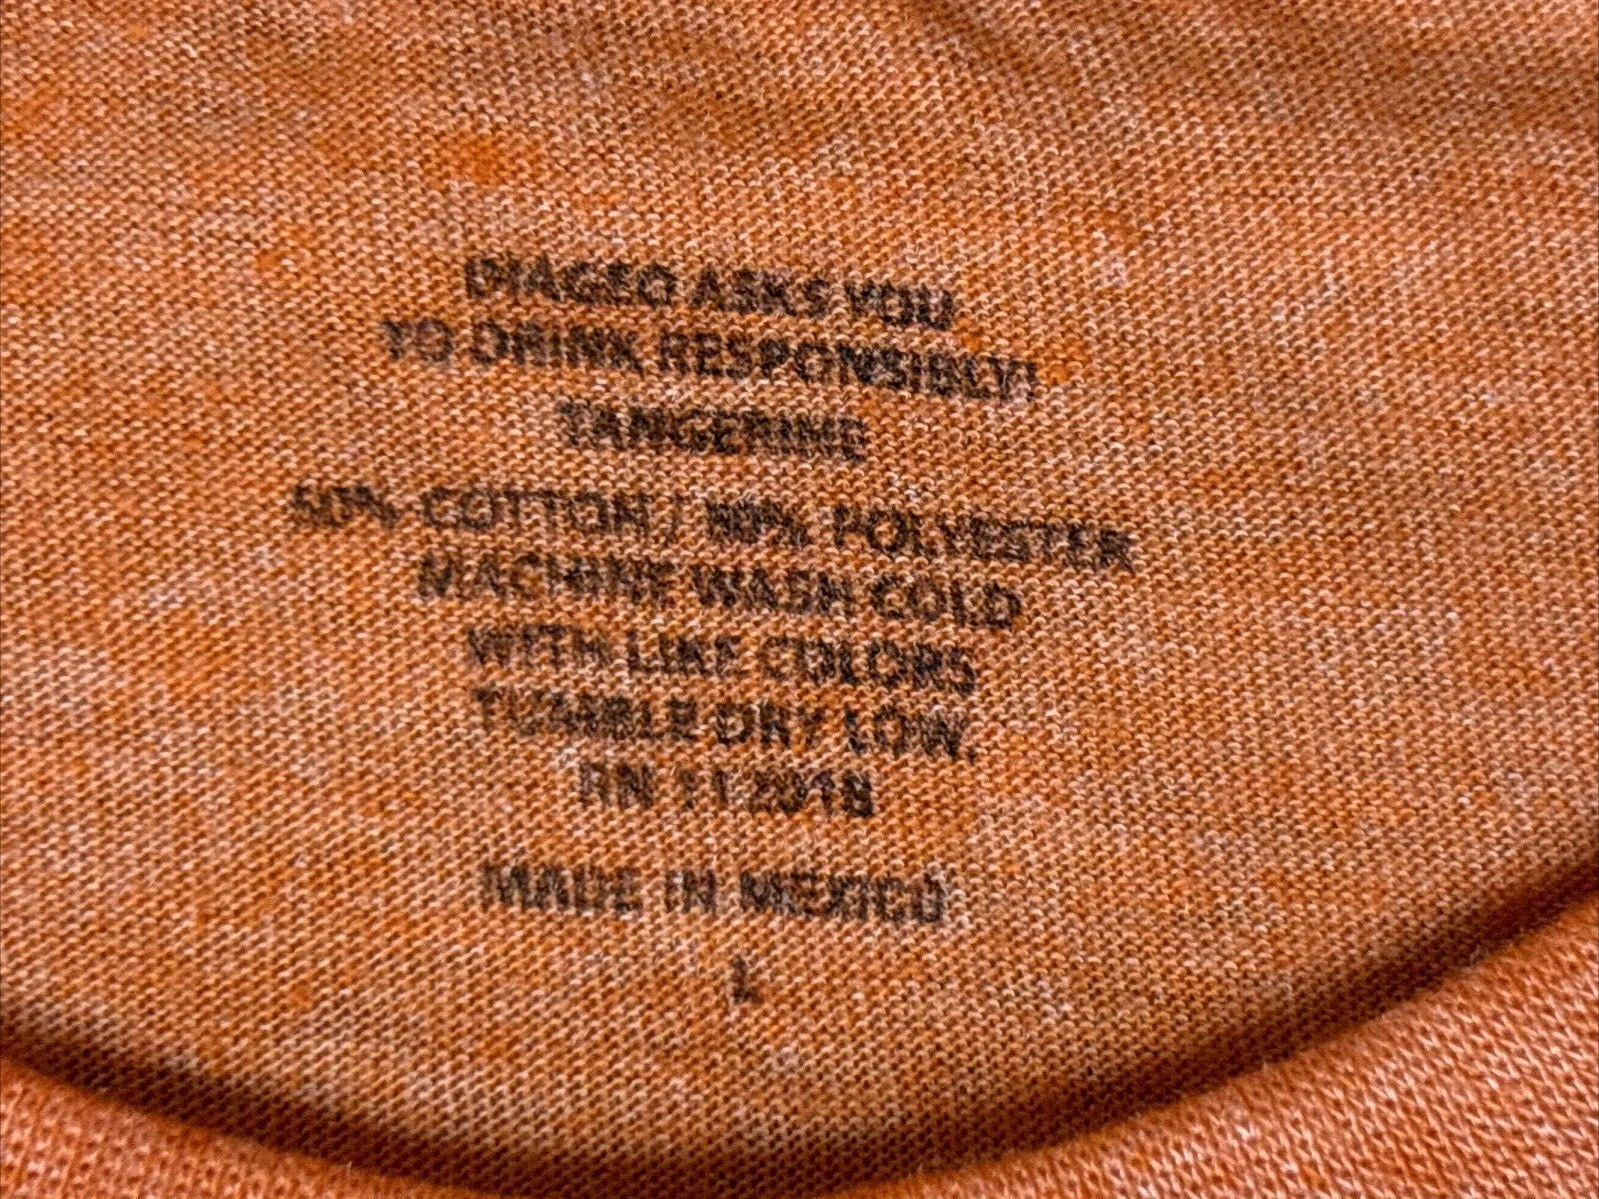 DIAGEO ASKS YOU
TO DRINK RESPONSIBLY!
TANGERINE
COTTON / POLYESTER
MACHINE WASH COLD
WITH LIKE COLORS
TUMBLE DRY LOW.
RN 112018
MADE IN MEXICO
L